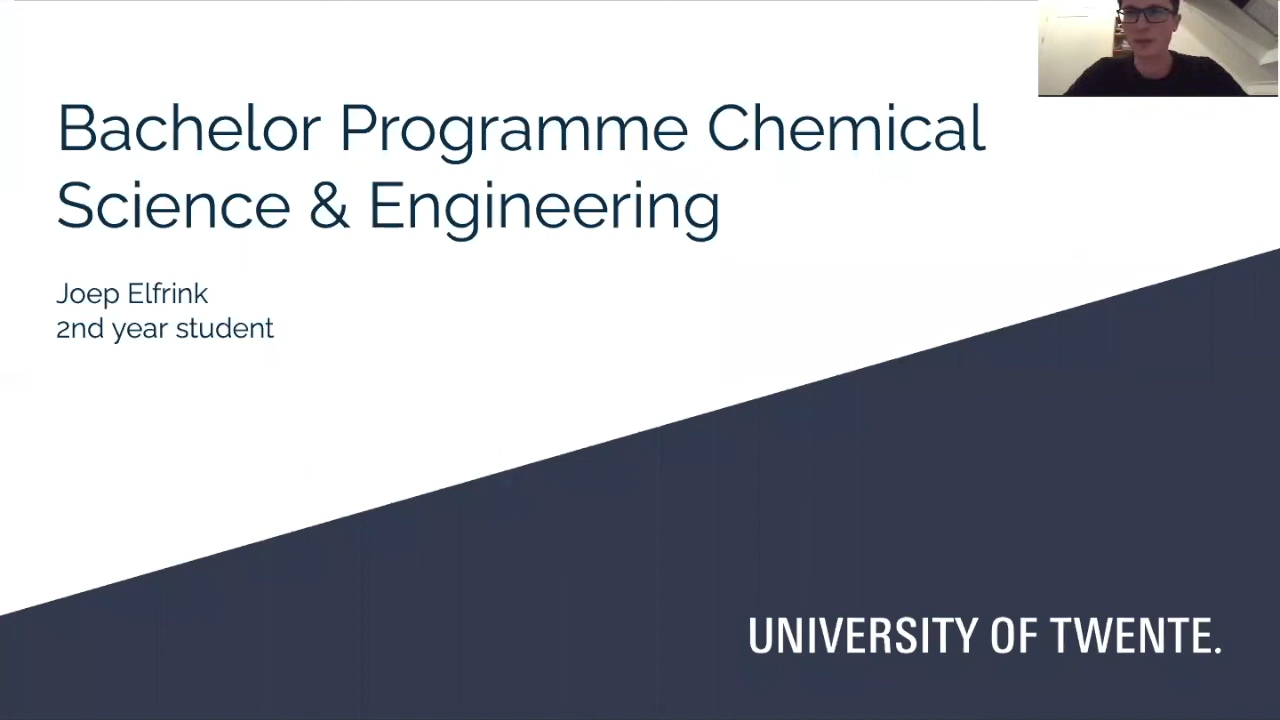 Bachelor Programme Chemical
Science & Engineering
Joep Elfrink
2nd year student
UNIVERSITY OF TWENTE.